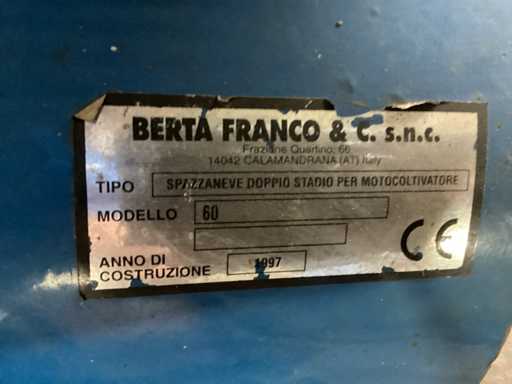 BERTA FRANCO & C. s.n.c.
Frazione Quartino, 66
14042 CALAMANDRANA (AT) Italy
TIPO SPAZZANEVE DOPPIO STADIO PER MOTOCOLTIVATORE
MODELLO 60
CE
ANNO DI
COSTRUZIONE 1997